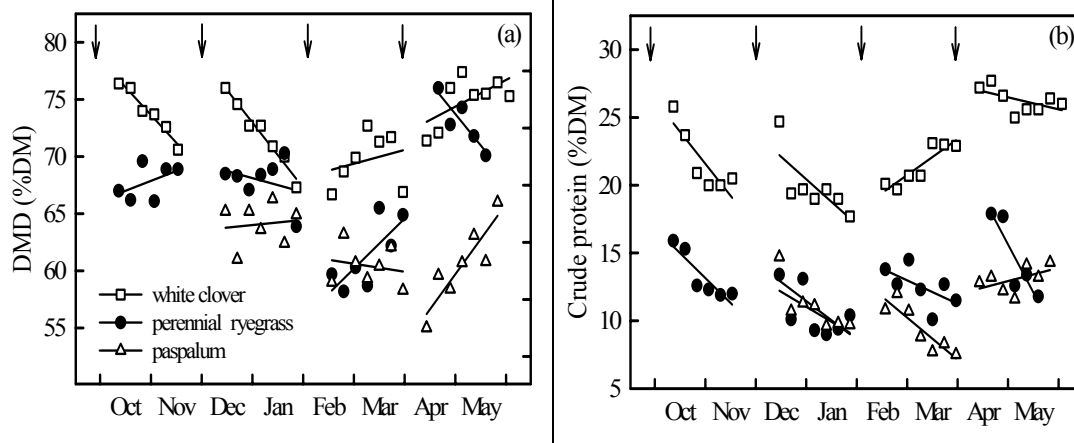 (a)
80
75
70
65
60
55
DMD (%DM)
white clover
perennial ryegrass
paspalum
Oct Nov Dec Jan Feb Mar Apr May
(b)
30
25
20
15
10
5
Crude protein (%DM)
Oct Nov Dec Jan Feb Mar Apr May